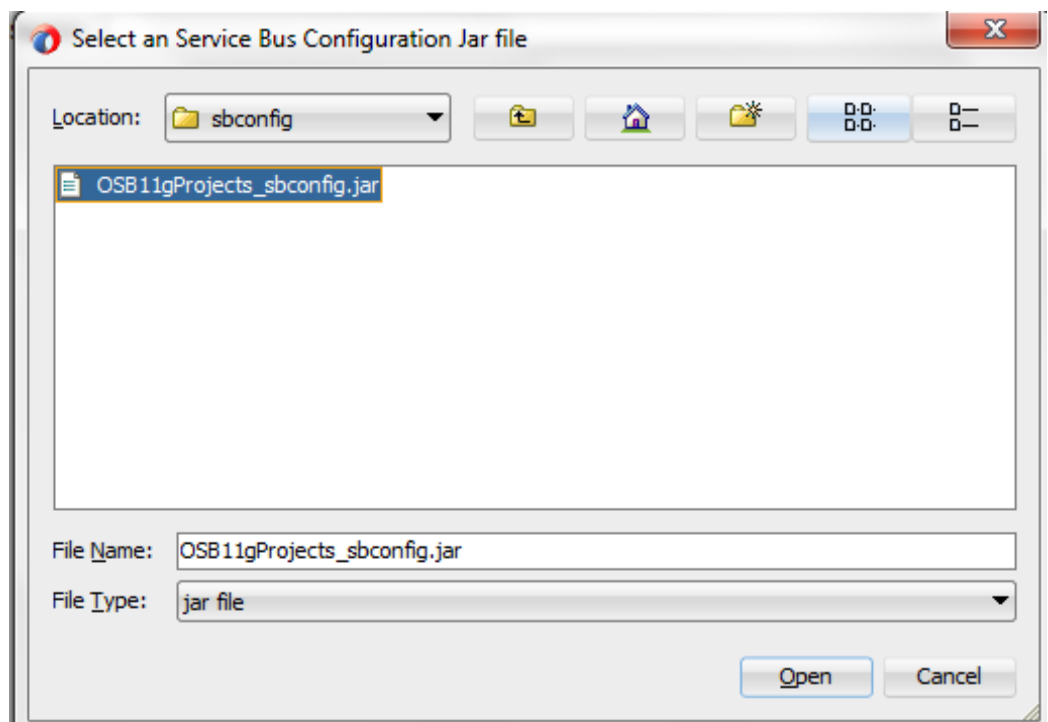 Select an Service Bus Configuration Jar file
Location: sbconfig
OSB11gProjects_sbconfig.jar
File Name: OSB11gProjects_sbconfig.jar
File Type: jar file
Open Cancel